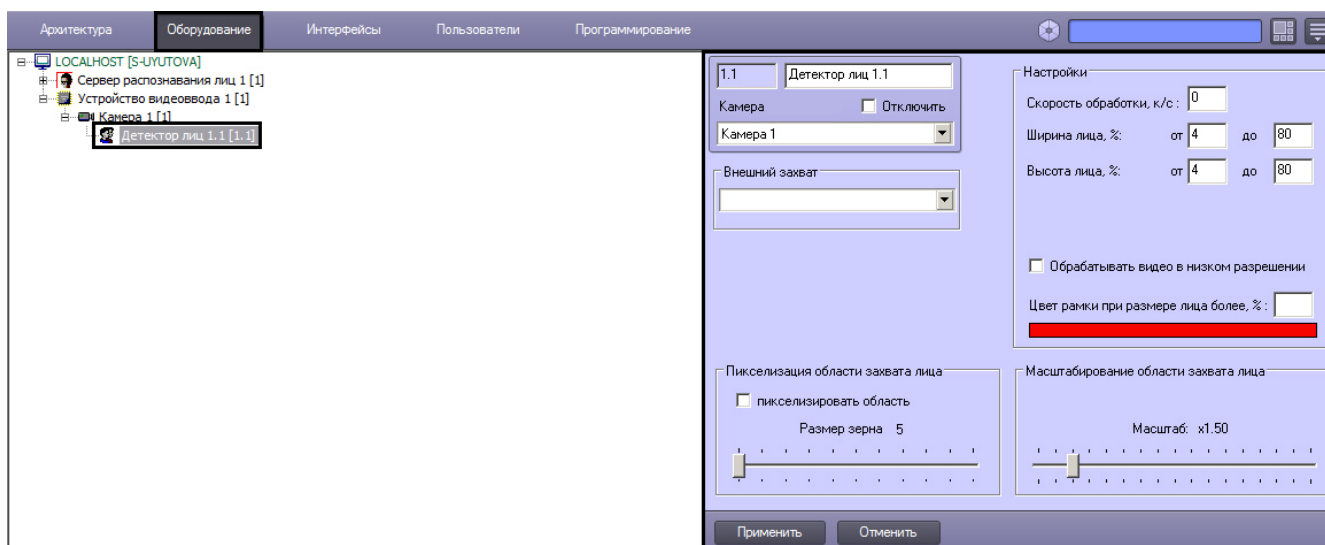 Архитектура Оборудование Интерфейсы Пользователи Программирование
LOCALHOST [S-UYUTOVA]
Сервер распознавания лиц 1 [1]
Устройство видеоввода 1 [1]
Камера 1 [1]
Детектор лиц 1.1 [1.1]
1.1 Детектор лиц 1.1
Камера Отключить
Камера 1
Внешний захват
Настройки
Скорость обработки, к/с : 0
Ширина лица, %: от 4 до 80
Высота лица, %: от 4 до 80
Обрабатывать видео в низком разрешении
Цвет рамки при размере лица более, % :
Пикселизация области захвата лица
пикселизировать область
Размер зерна 5
Масштабирование области захвата лица
Масштаб: x1.50
Применить Отменить